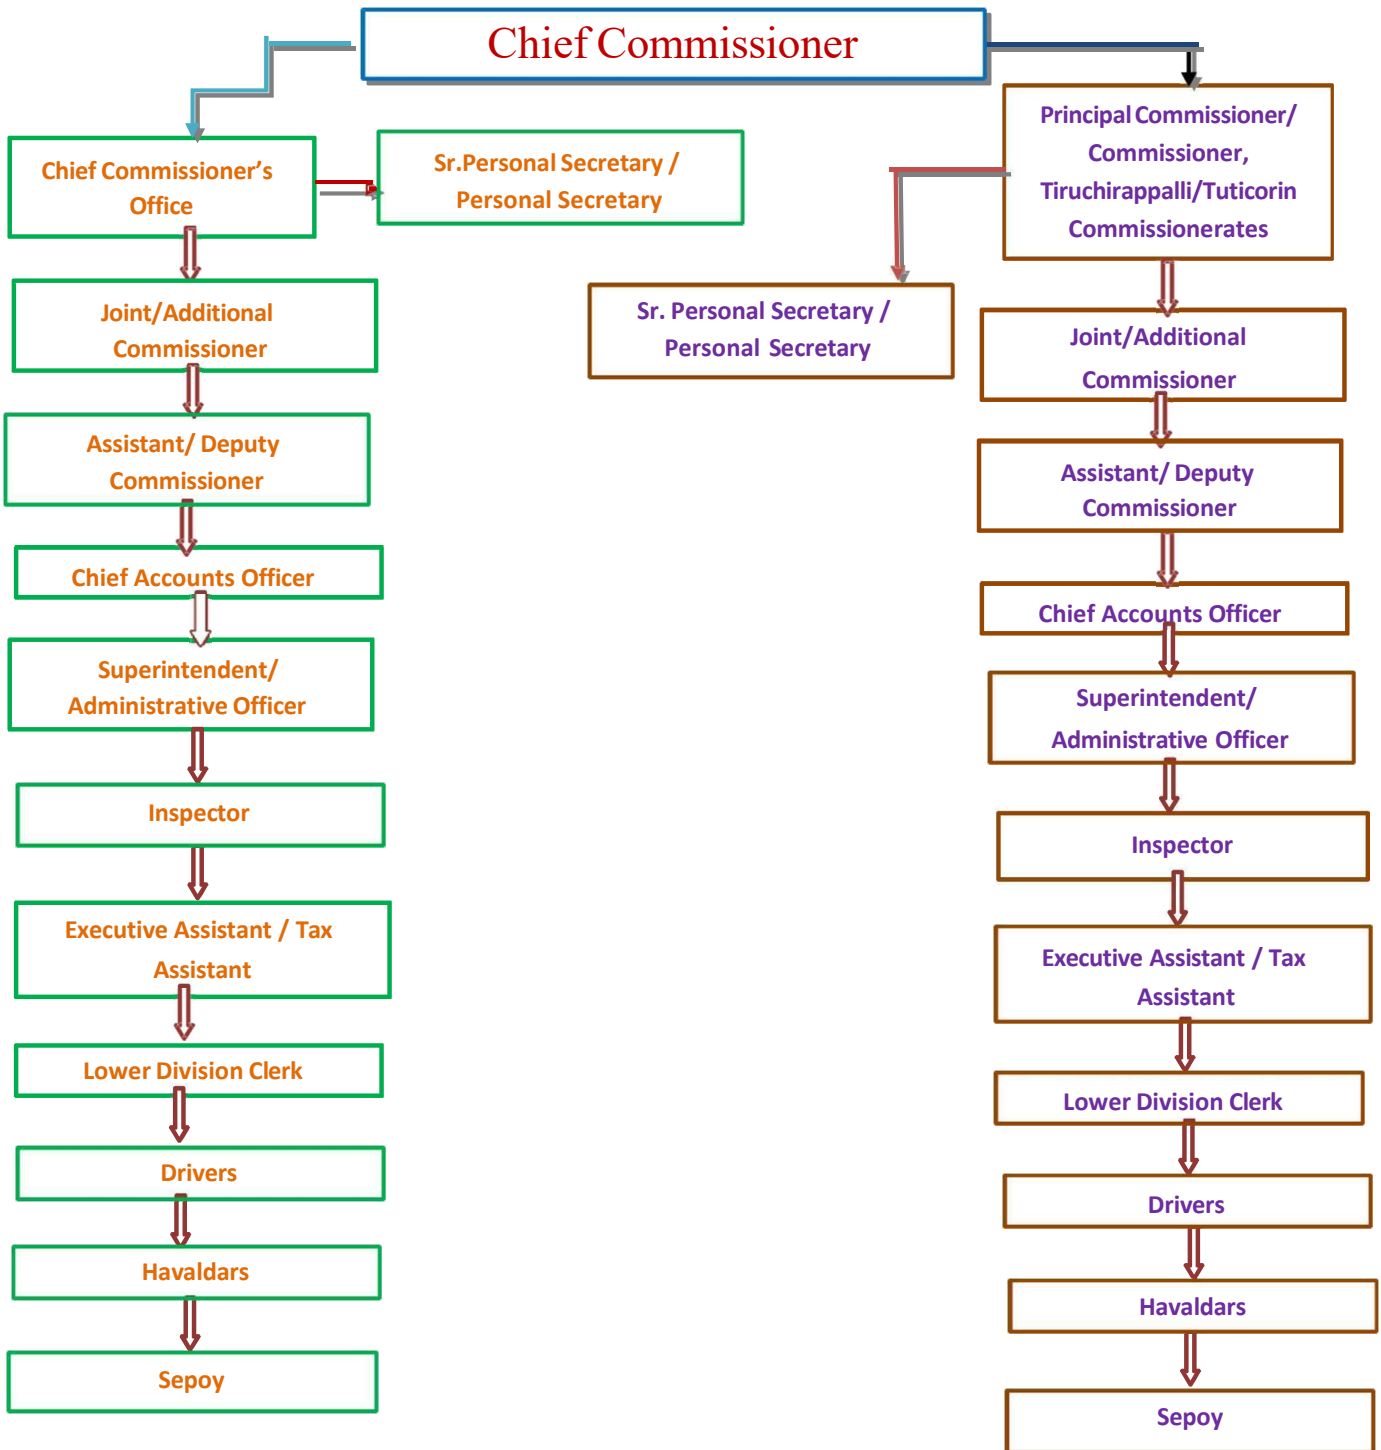 Chief Commissioner
Chief Commissioner’s
Office
Sr.Personal Secretary /
Personal Secretary
Joint/Additional
Commissioner
Assistant/ Deputy
Commissioner
Chief Accounts Officer
Superintendent/
Administrative Officer
Inspector
Executive Assistant / Tax
Assistant
Lower Division Clerk
Drivers
Havaldars
Sepoy
Principal Commissioner/
Commissioner,
Tiruchirappalli/Tuticorin
Commissionerates
Sr. Personal Secretary /
Personal Secretary
Joint/Additional
Commissioner
Assistant/ Deputy
Commissioner
Chief Accounts Officer
Superintendent/
Administrative Officer
Inspector
Executive Assistant / Tax
Assistant
Lower Division Clerk
Drivers
Havaldars
Sepoy